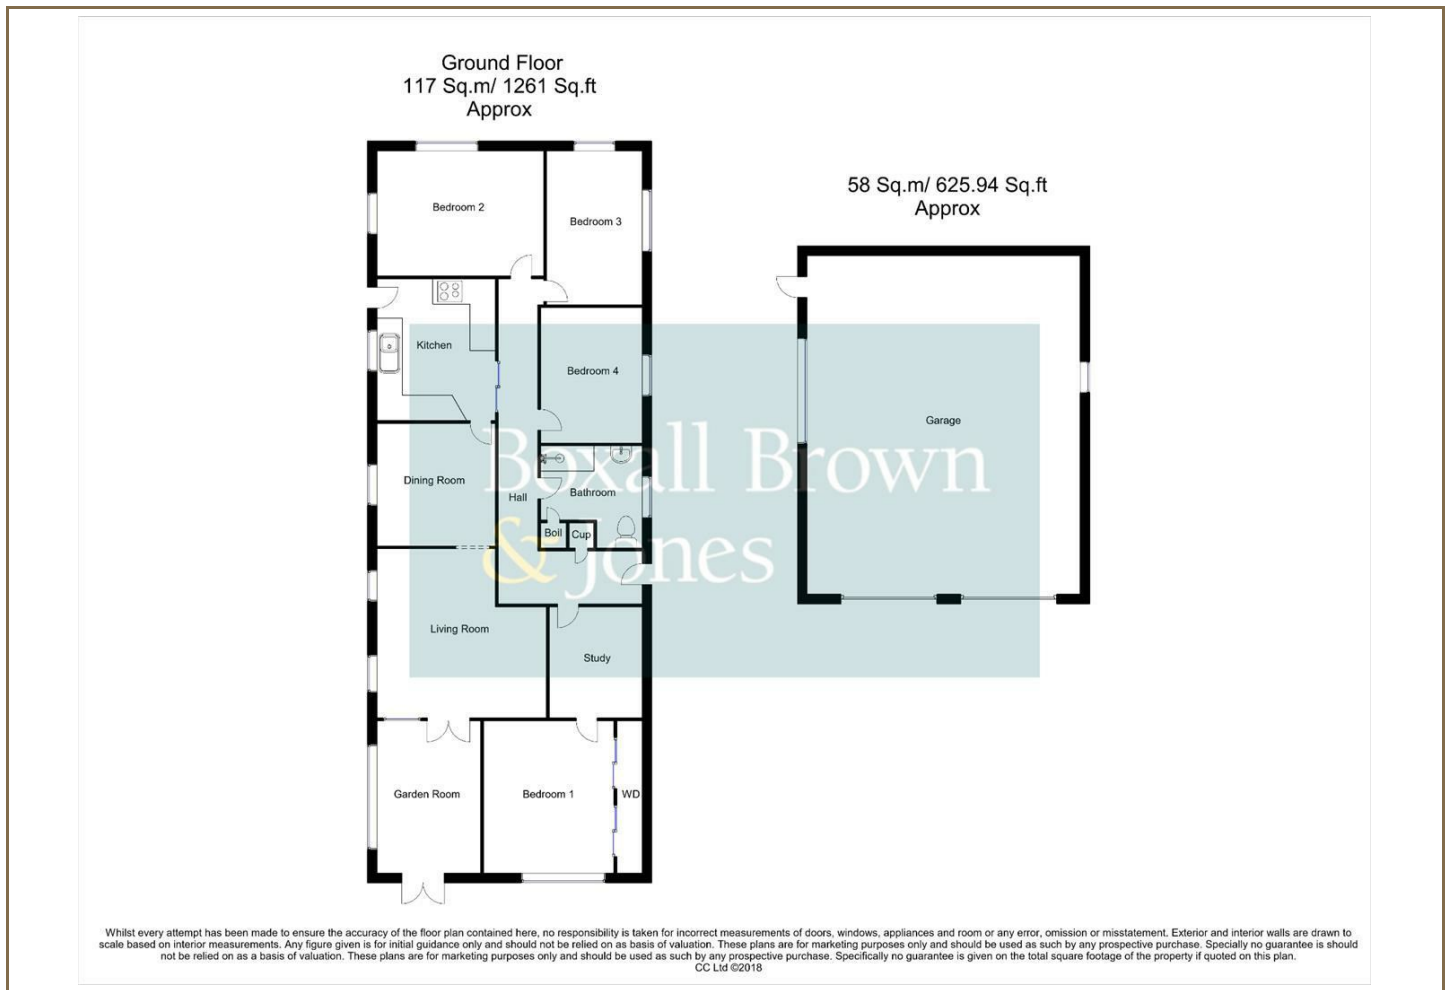 Ground Floor
117 Sq.m/ 1261 Sq.ft
Approx
58 Sq.m/ 625.94 Sq.ft
Approx
Bedroom 2
Bedroom 3
Kitchen
Bedroom 4
Garage
Boxall Brown
& Jones
Dining Room
Hall
Bathroom
Boil
Cup
Living Room
Study
Garden Room
Bedroom 1
WD
Whilst every attempt has been made to ensure the accuracy of the floor plan contained here, no responsibility is taken for incorrect measurements of doors, windows, appliances and room or any error, omission or misstatement. Exterior and interior walls are drawn to
scale based on interior measurements. Any figure given is for initial guidance only and should not be relied on as basis of valuation. These plans are for marketing purposes only and should be used as such by any prospective purchase. Specially no guarantee is should
not be relied on as a basis of valuation. These plans are for marketing purposes only and should be used as such by any prospective purchase. Specifically no guarantee is given on the total square footage of the property if quoted on this plan.
CC Ltd ©2018